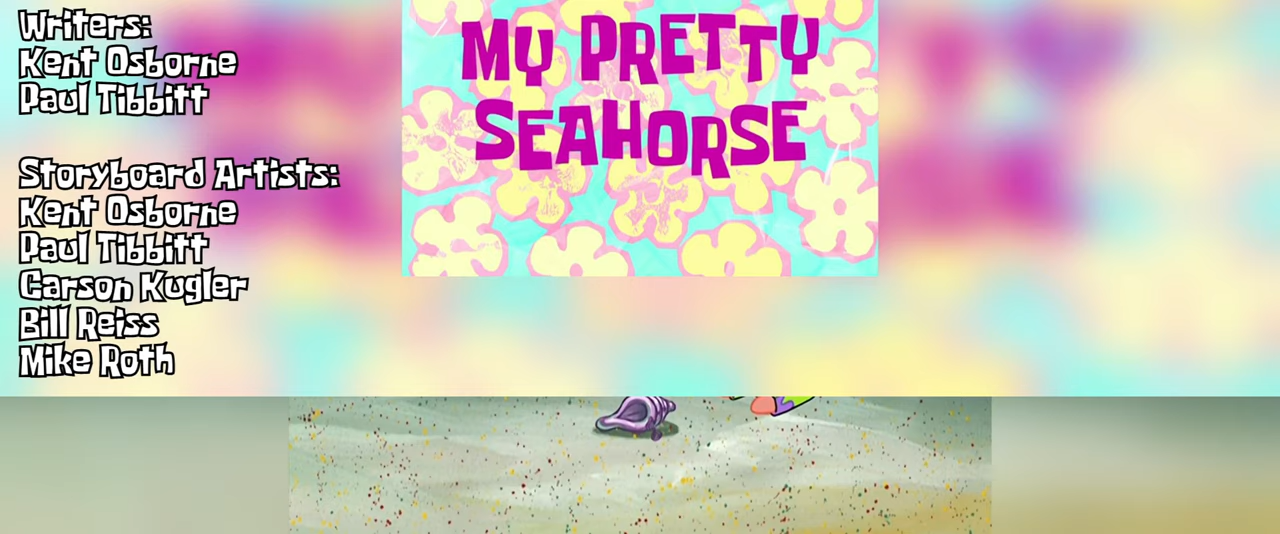 Writers:
Kent Osborne
Paul Tibbitt
Storyboard Artists:
Kent Osborne
Paul Tibbitt
Carson Kugler
Bill Reiss
Mike Roth
MY PRETTY
SEAHORSE